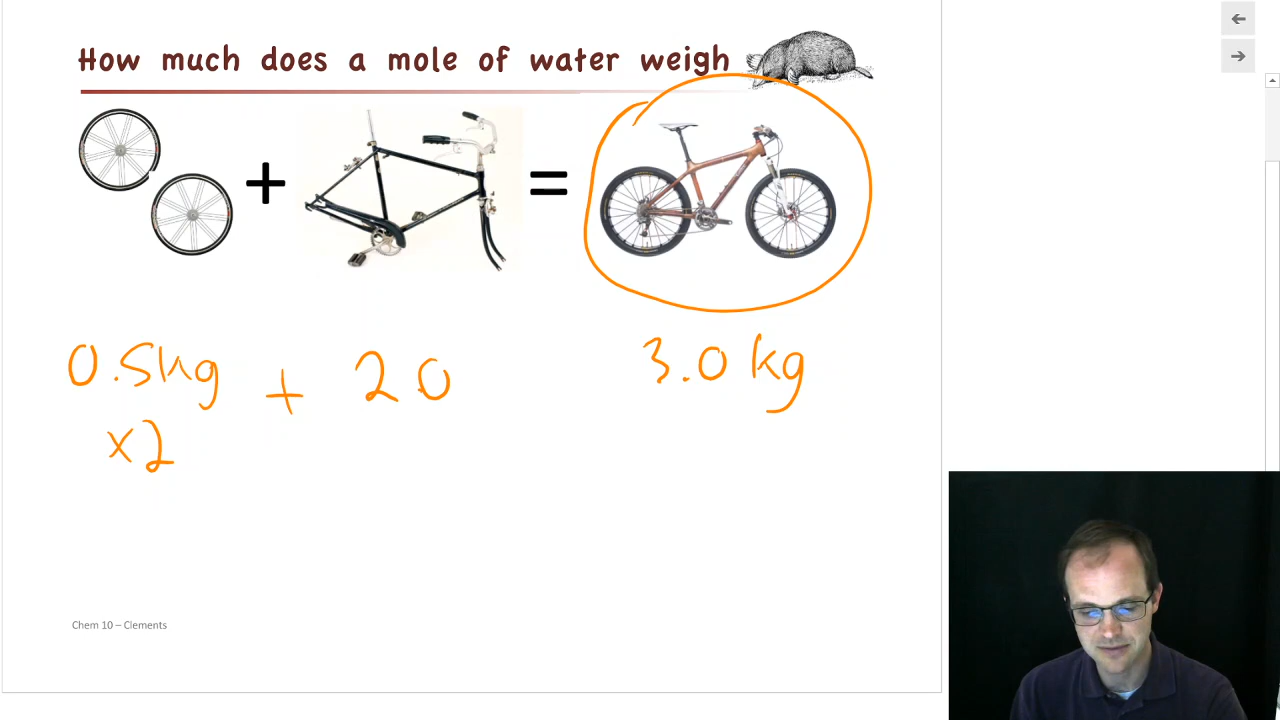 How much does a mole of water weigh
+ =
0.5kg + 2.0 3.0 kg
x2
Chem 10 – Clements